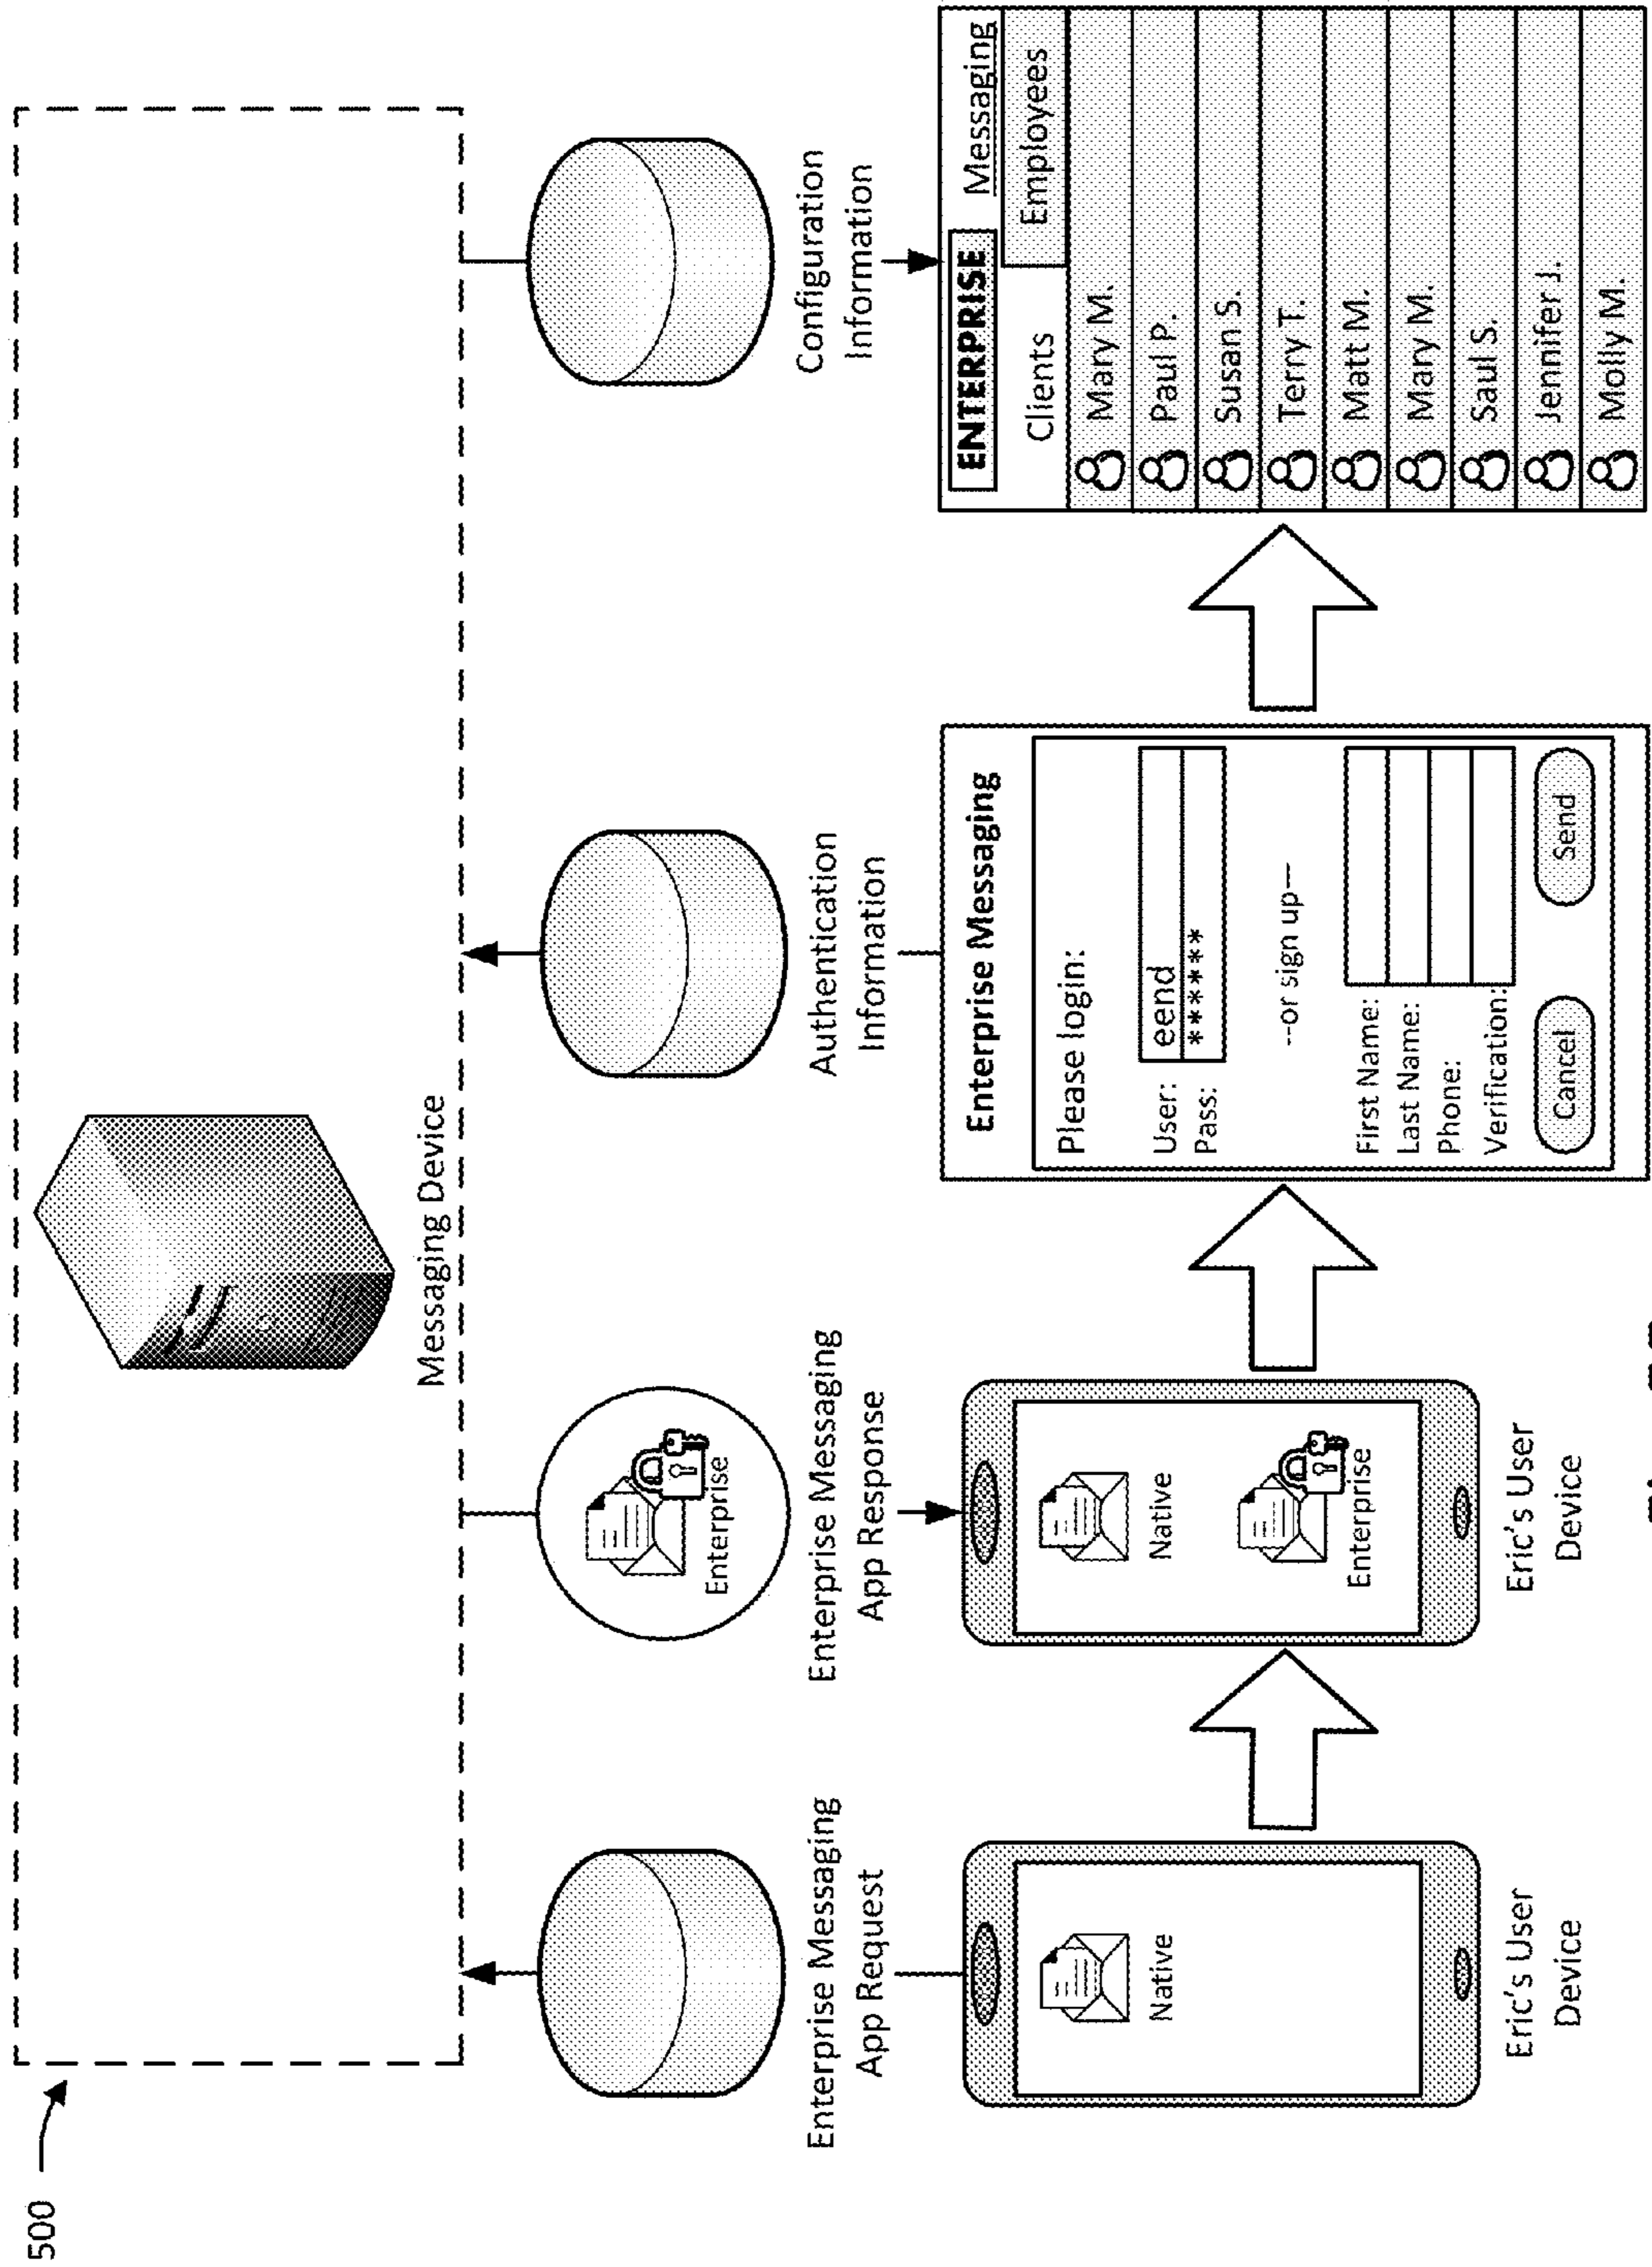 500
Messaging Device
Enterprise Messaging
App Request
Enterprise
Enterprise Messaging
App Response
Authentication
Information
Configuration
Information
Native
Eric's User
Device
Native
Enterprise
Eric's User
Device
Enterprise Messaging
Please login:
User: eend
Pass: ******
--or sign up—
First Name:
Last Name:
Phone:
Verification:
Cancel Send
ENTERPRISE Messaging
Clients Employees
Mary M.
Paul P.
Susan S.
Terry T.
Matt M.
Mary M.
Saul S.
Jennifer J.
Molly M.